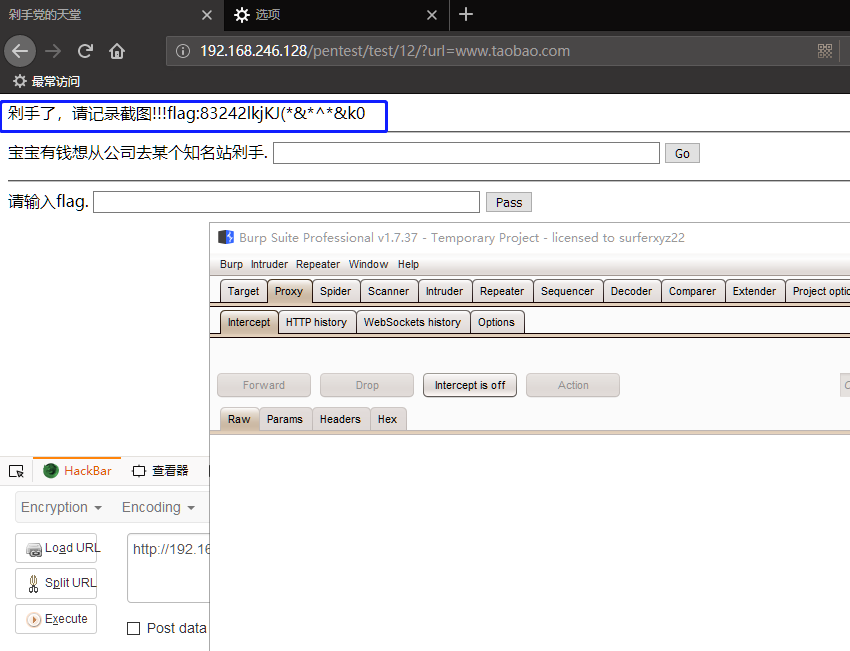 剁手党的天堂
选项
192.168.246.128/pentest/test/12/?url=www.taobao.com
最常访问
剁手了，请记录截图!!!flag:83242lkjKJ(*&*^*&k0
宝宝有钱想从公司去某个知名站剁手. Go
请输入flag. Pass
Burp Suite Professional v1.7.37 - Temporary Project - licensed to surferxyz22
Burp Intruder Repeater Window Help
Target Proxy Spider Scanner Intruder Repeater Sequencer Decoder Comparer Extender Project optio
Intercept HTTP history WebSockets history Options
Forward Drop Intercept is off Action
Raw Params Headers Hex
HackBar 查看器
Encryption Encoding
Load URL http://192.16
Split URL
Execute
Post data